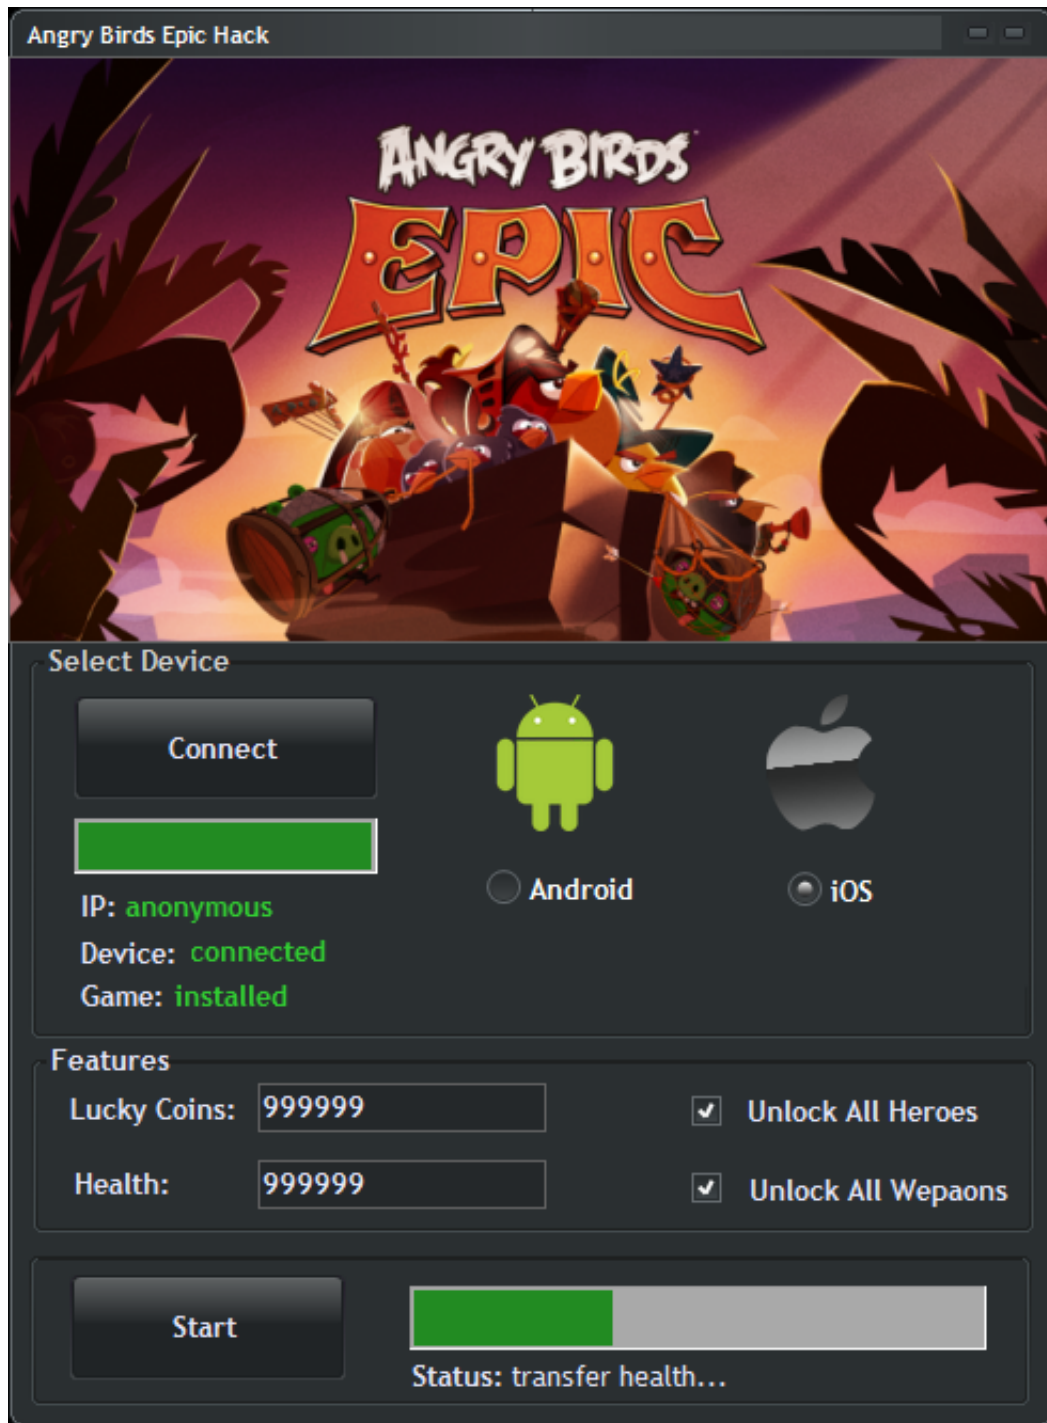 Angry Birds Epic Hack
ANGRY BIRDS
EPIC
Select Device
Connect
IP: anonymous
Device: connected
Game: installed
Android
iOS
Features
Lucky Coins: 999999
Unlock All Heroes
Health: 999999
Unlock All Wepaons
Start
Status: transfer health...